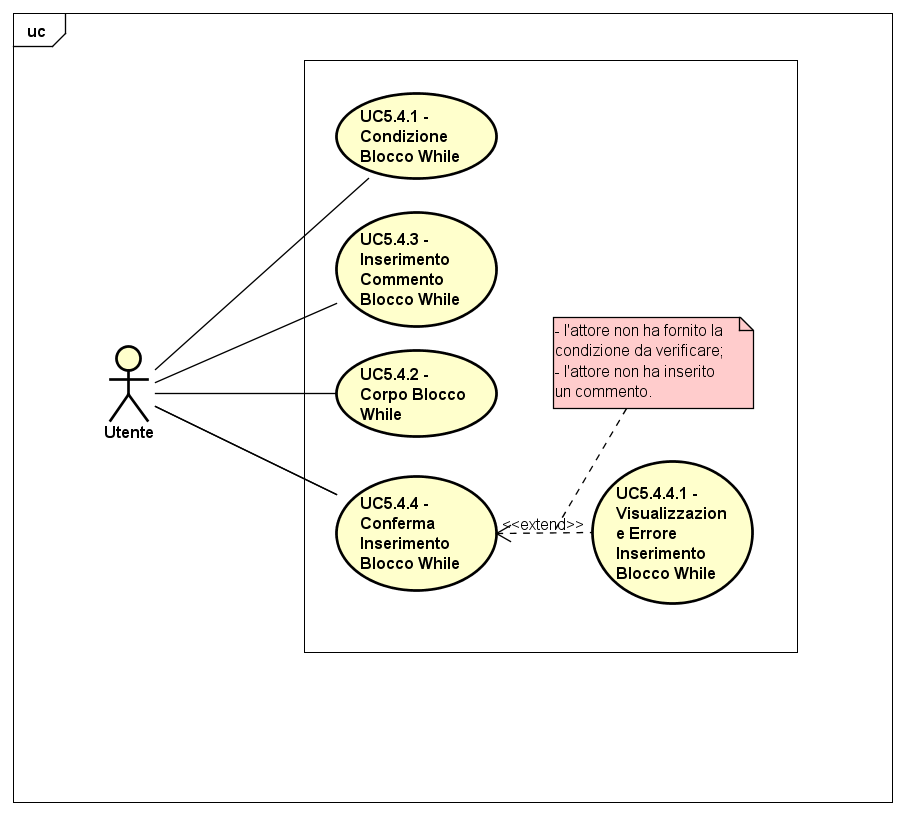 uc
UC5.4.1 -
Condizione
Blocco While
UC5.4.3 -
Inserimento
Commento
Blocco While
- l'attore non ha fornito la
condizione da verificare;
- l'attore non ha inserito
un commento.
UC5.4.2 -
Corpo Blocco
While
Utente
UC5.4.4 -
Conferma
Inserimento
Blocco While
<<extend>>
UC5.4.4.1 -
Visualizzazion
e Errore
Inserimento
Blocco While